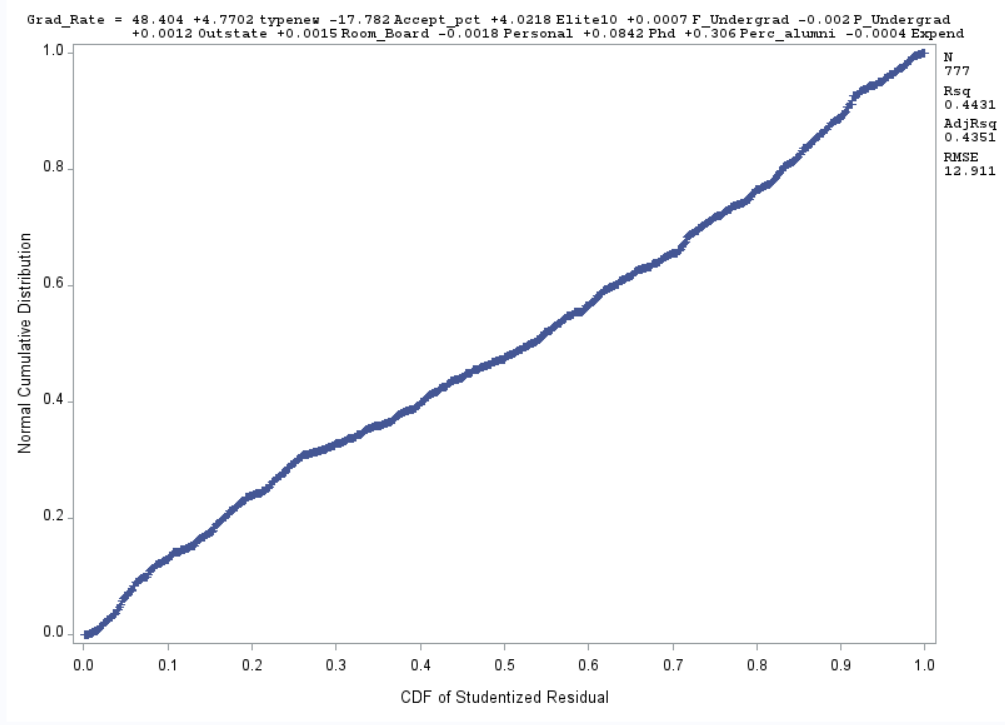 Grad_Rate = 48.404 +4.7702 typenew -17.782 Accept_pct +4.0218 Elite10 +0.0007 F_Undergrad -0.002 P_Undergrad
+0.0012 Outstate +0.0015 Room_Board -0.0018 Personal +0.0842 Phd +0.306 Perc_alumni -0.0004 Expend
1.0
0.8
0.6
0.4
0.2
0.0
Normal Cumulative Distribution
N
777
Rsq
0.4431
AdjRsq
0.4351
RMSE
12.911
0.0 0.1 0.2 0.3 0.4 0.5 0.6 0.7 0.8 0.9 1.0
CDF of Studentized Residual